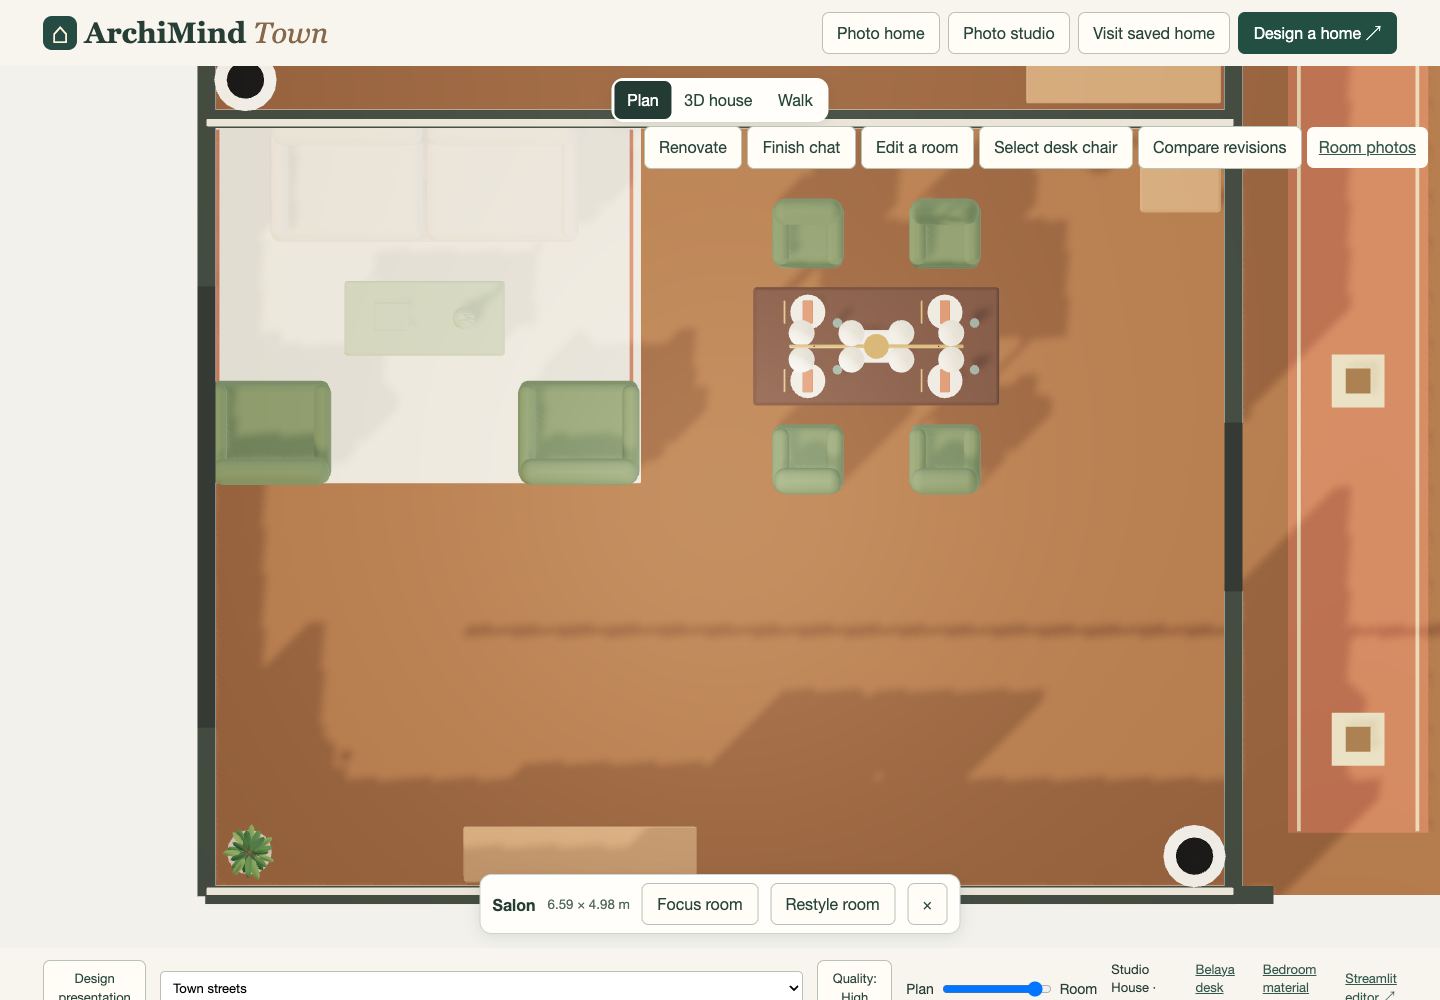 ArchiMind Town
Photo home
Photo studio
Visit saved home
Design a home ↗
Plan
3D house
Walk
Renovate
Finish chat
Edit a room
Select desk chair
Compare revisions
Room photos
Salon
6.59 × 4.98 m
Focus room
Restyle room
×
Design
presentation
Town streets
Quality:
High
Plan
Room
Studio
House ·
Belaya
desk
Bedroom
material
Streamlit
editor ↗